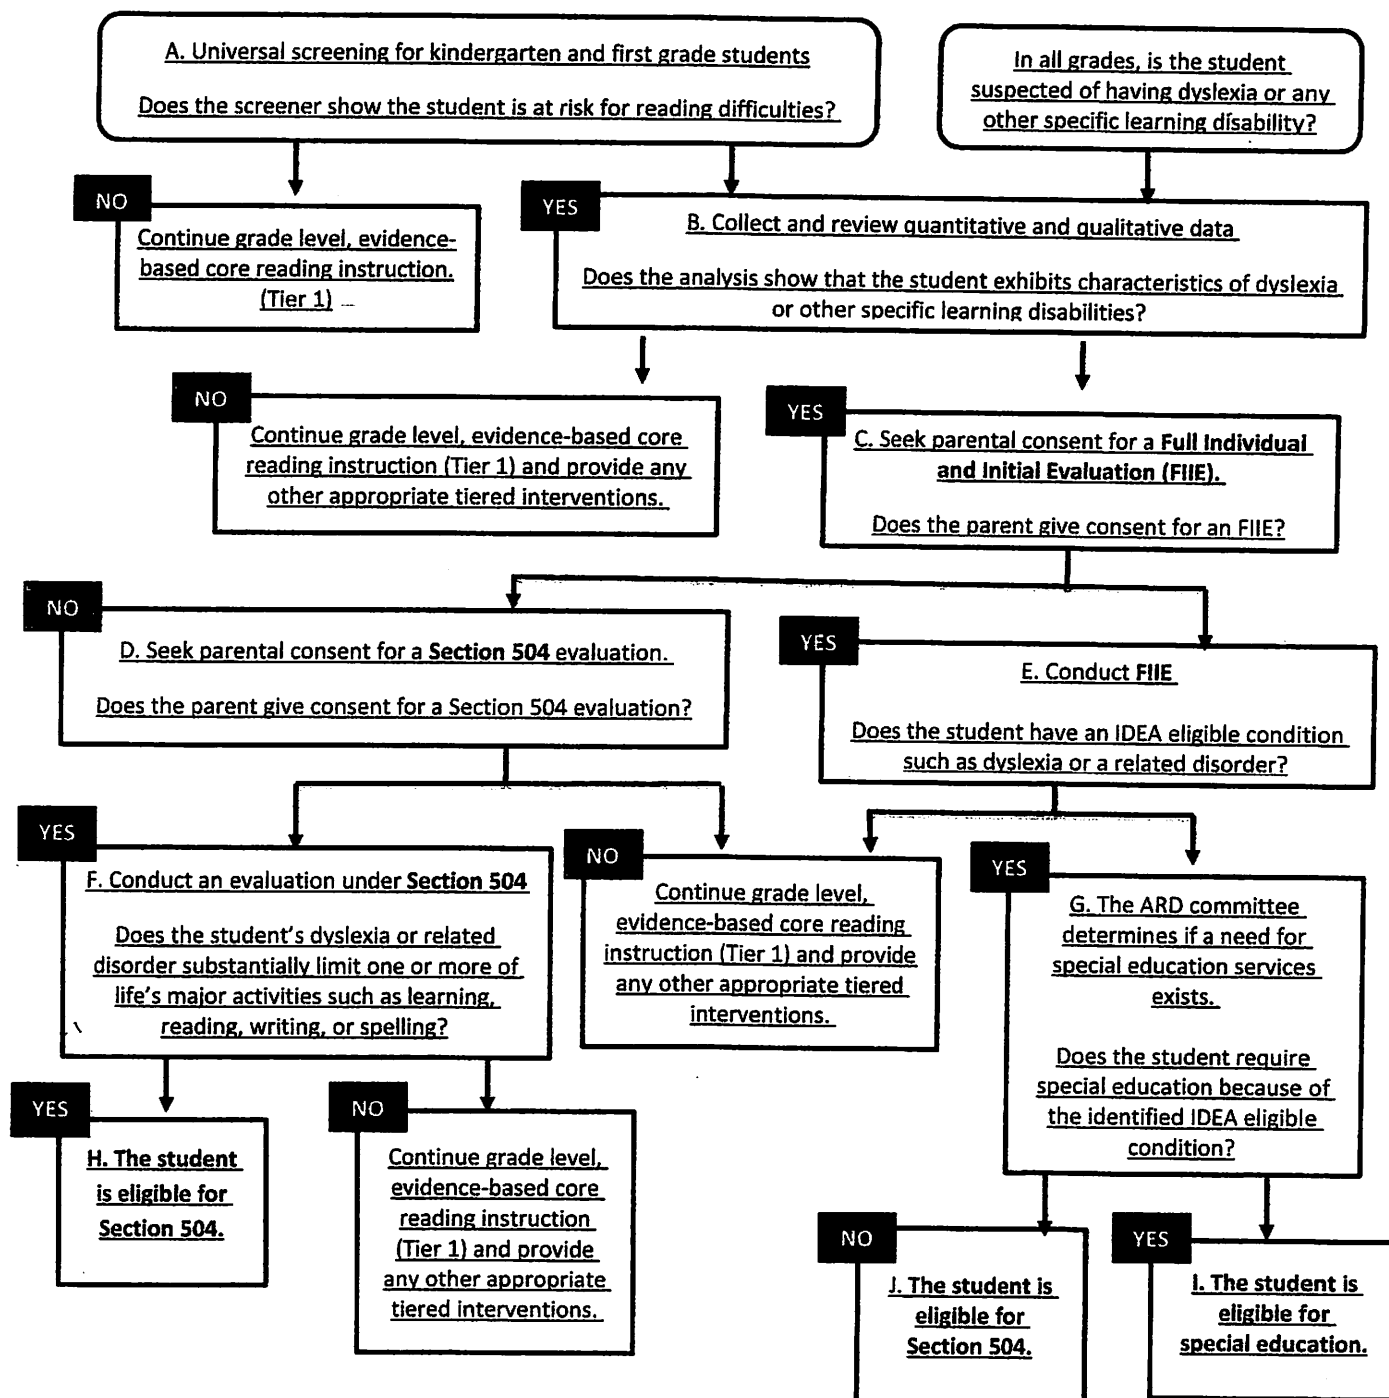 A. Universal screening for kindergarten and first grade students
Does the screener show the student is at risk for reading difficulties?
In all grades, is the student
suspected of having dyslexia or any
other specific learning disability?
NO
Continue grade level, evidence-
based core reading instruction.
(Tier 1)
YES
B. Collect and review quantitative and qualitative data
Does the analysis show that the student exhibits characteristics of dyslexia
or other specific learning disabilities?
NO
Continue grade level, evidence-based core
reading instruction (Tier 1) and provide any
other appropriate tiered interventions.
YES
C. Seek parental consent for a Full Individual
and Initial Evaluation (FIIE).
Does the parent give consent for an FIIE?
NO
D. Seek parental consent for a Section 504 evaluation.
Does the parent give consent for a Section 504 evaluation?
YES
E. Conduct FIIE
Does the student have an IDEA eligible condition
such as dyslexia or a related disorder?
YES
F. Conduct an evaluation under Section 504
Does the student's dyslexia or related
disorder substantially limit one or more of
life's major activities such as learning,
reading, writing, or spelling?
NO
Continue grade level,
evidence-based core reading
instruction (Tier 1) and provide
any other appropriate tiered
interventions.
YES
G. The ARD committee
determines if a need for
special education services
exists.
Does the student require
special education because of
the identified IDEA eligible
condition?
YES
H. The student
is eligible for
Section 504.
NO
Continue grade level,
evidence-based core
reading instruction
(Tier 1) and provide
any other appropriate
tiered interventions.
NO
J. The student is
eligible for
Section 504.
YES
I. The student is
eligible for
special education.